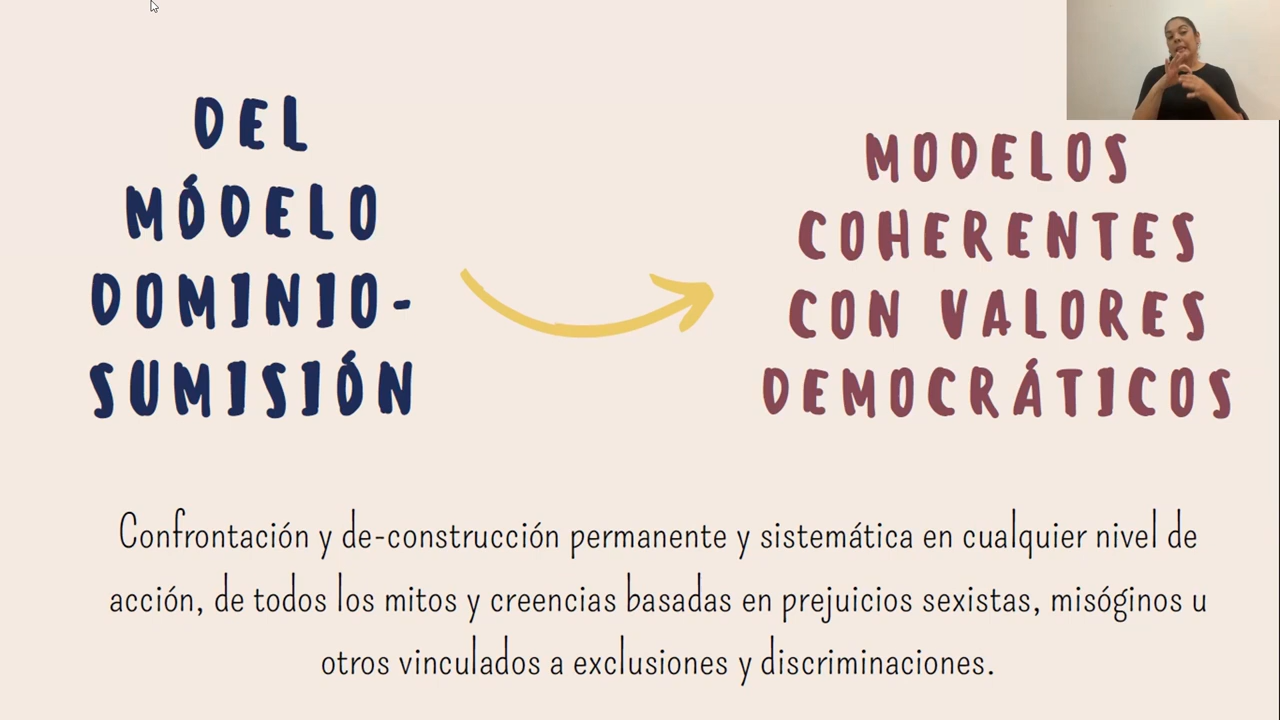 DEL
MÓDELO
DOMINIO-
SUMISIÓN
MODELOS
COHERENTES
CON VALORES
DEMOCRÁTICOS
Confrontación y de-construcción permanente y sistemática en cualquier nivel de
acción, de todos los mitos y creencias basadas en prejuicios sexistas, misóginos u
otros vinculados a exclusiones y discriminaciones.